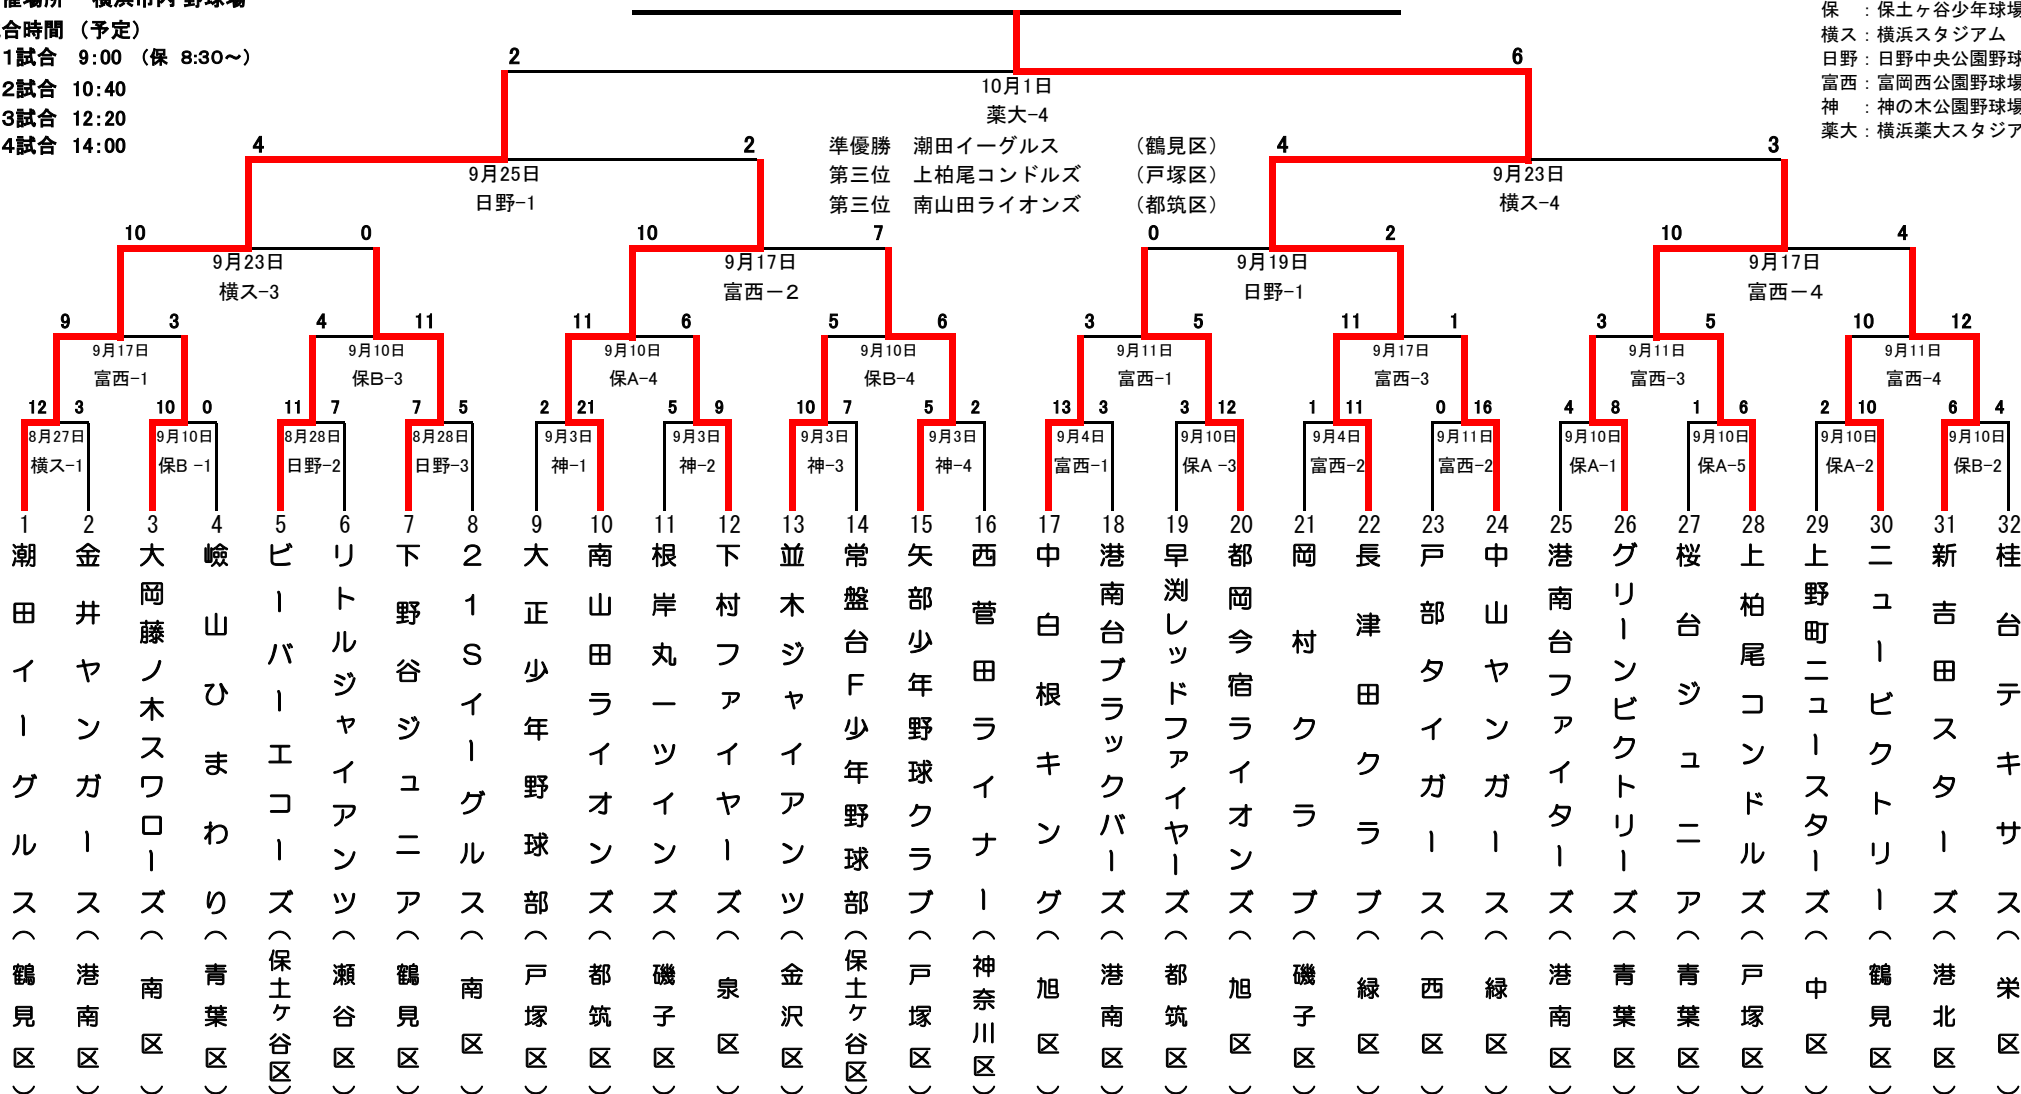 催場所 横浜市内 野球場
合時間 (予定)
1試合 9:00 (保 8:30～)
2試合 10:40
3試合 12:20
4試合 14:00
保 : 保土ヶ谷少年球場
横ス : 横浜スタジアム
日野 : 日野中央公園野球
富西 : 富岡西公園野球場
神 : 神の木公園野球場
薬大 : 横浜薬大スタジア
2 6
10月1日
薬大-4
準優勝 潮田イーグルス (鶴見区)
第三位 上柏尾コンドルズ (戸塚区)
第三位 南山田ライオンズ (都筑区)
4 2 4 3
9月25日 9月23日
日野-1 横ス-4
10 0 10 7 0 2 10 4
9月23日 9月17日 9月19日 9月17日
横ス-3 富西－2 日野-1 富西－4
9 3 4 11 11 6 5 6 3 5 11 1 3 5 10 12
9月17日 9月10日 9月10日 9月10日 9月11日 9月17日 9月11日 9月11日
富西-1 保B-3 保A-4 保B-4 富西-1 富西-3 富西-3 富西-4
12 3 10 0 11 7 7 5 2 21 5 9 10 7 5 2 13 3 3 12 1 11 0 16 4 8 1 6 2 10 6 4
8月27日 9月10日 8月28日 8月28日 9月3日 9月3日 9月3日 9月3日 9月4日 9月10日 9月4日 9月11日 9月10日 9月10日 9月10日 9月10日
横ス-1 保B -1 日野-2 日野-3 神-1 神-2 神-3 神-4 富西-1 保A -3 富西-2 富西-2 保A-1 保A-5 保A-2 保B-2
1 潮田イーグルス(鶴見区)
2 金井ヤンガース(港南区)
3 大岡藤ノ木スワローズ(南区)
4 嶮山ひまわり(青葉区)
5 ビーバーエコーズ(保土ヶ谷区)
6 リトルジャイアンツ(瀬谷区)
7 下野谷ジュニア(鶴見区)
8 21Sイーグルス(南区)
9 大正少年野球部(戸塚区)
10 南山田ライオンズ(都筑区)
11 根岸丸一ツインズ(磯子区)
12 下村ファイヤーズ(泉区)
13 並木ジャイアンツ(金沢区)
14 常盤台F少年野球部(保土ヶ谷区)
15 矢部少年野球クラブ(戸塚区)
16 西菅田ライナー(神奈川区)
17 中白根キング(旭区)
18 港南台ブラックバーズ(港南区)
19 早渕レッドファイヤーズ(都筑区)
20 都岡今宿ライオンズ(旭区)
21 岡村クラブ(磯子区)
22 長津田クラブ(緑区)
23 戸部タイガース(西区)
24 中山ヤンガース(緑区)
25 港南台ファイターズ(港南区)
26 グリーンビクトリーズ(青葉区)
27 桜台ジュニア(青葉区)
28 上柏尾コンドルズ(戸塚区)
29 上野町ニュースターズ(中区)
30 ニュービクトリー(鶴見区)
31 新吉田スターズ(港北区)
32 桂台テキサス(栄区)